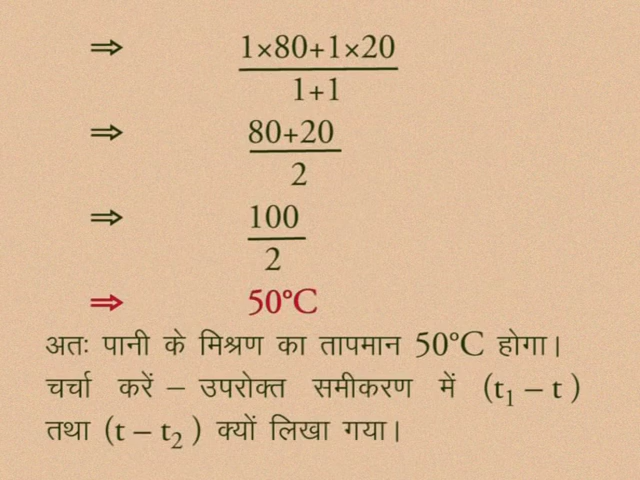 ⇒ 1×80+1×20
1+1
⇒ 80+20
2
⇒ 100
2
⇒ 50°C
अतः पानी के मिश्रण का तापमान 50°C होगा।
चर्चा करें – उपरोक्त समीकरण में (t₁ – t )
तथा (t – t₂ ) क्यों लिखा गया।